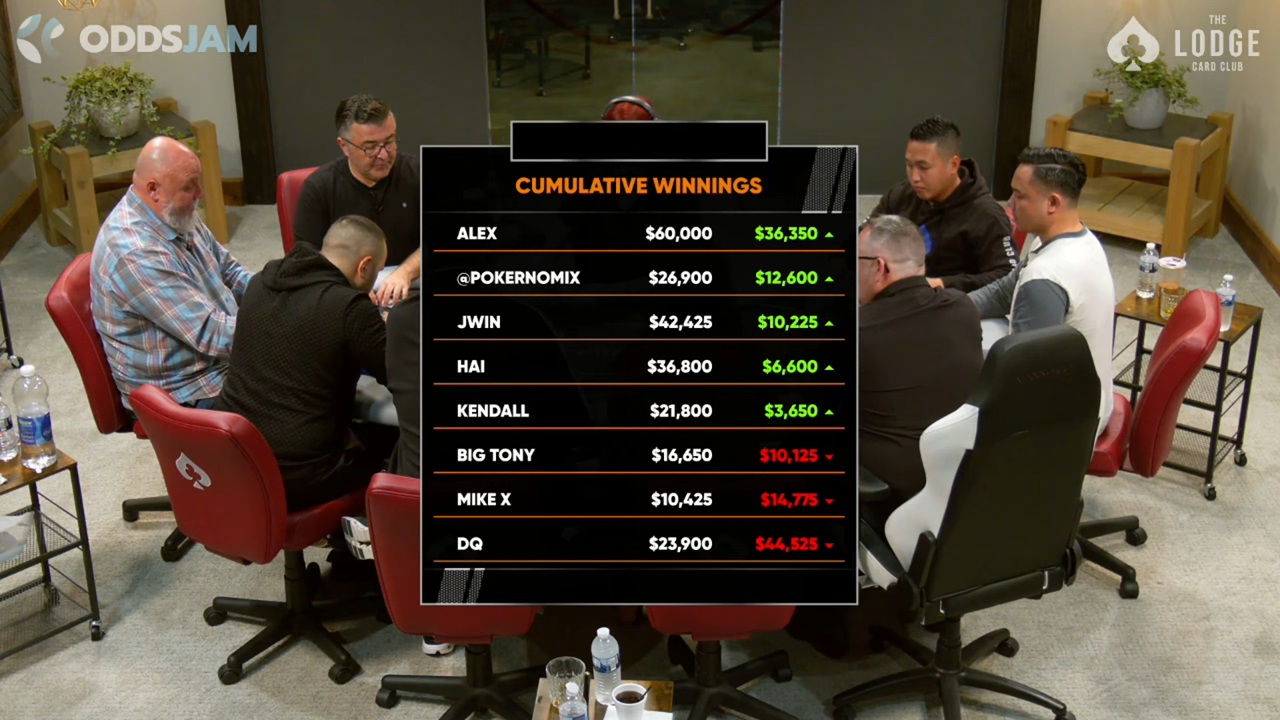 ODDSJAM
THE
LODGE
CARD CLUB
CUMULATIVE WINNINGS
ALEX $60,000 $36,350
@POKERNOMIX $26,900 $12,600
JWIN $42,425 $10,225
HAI $36,800 $6,600
KENDALL $21,800 $3,650
BIG TONY $16,650 $10,125
MIKE X $10,425 $14,775
DQ $23,900 $44,525